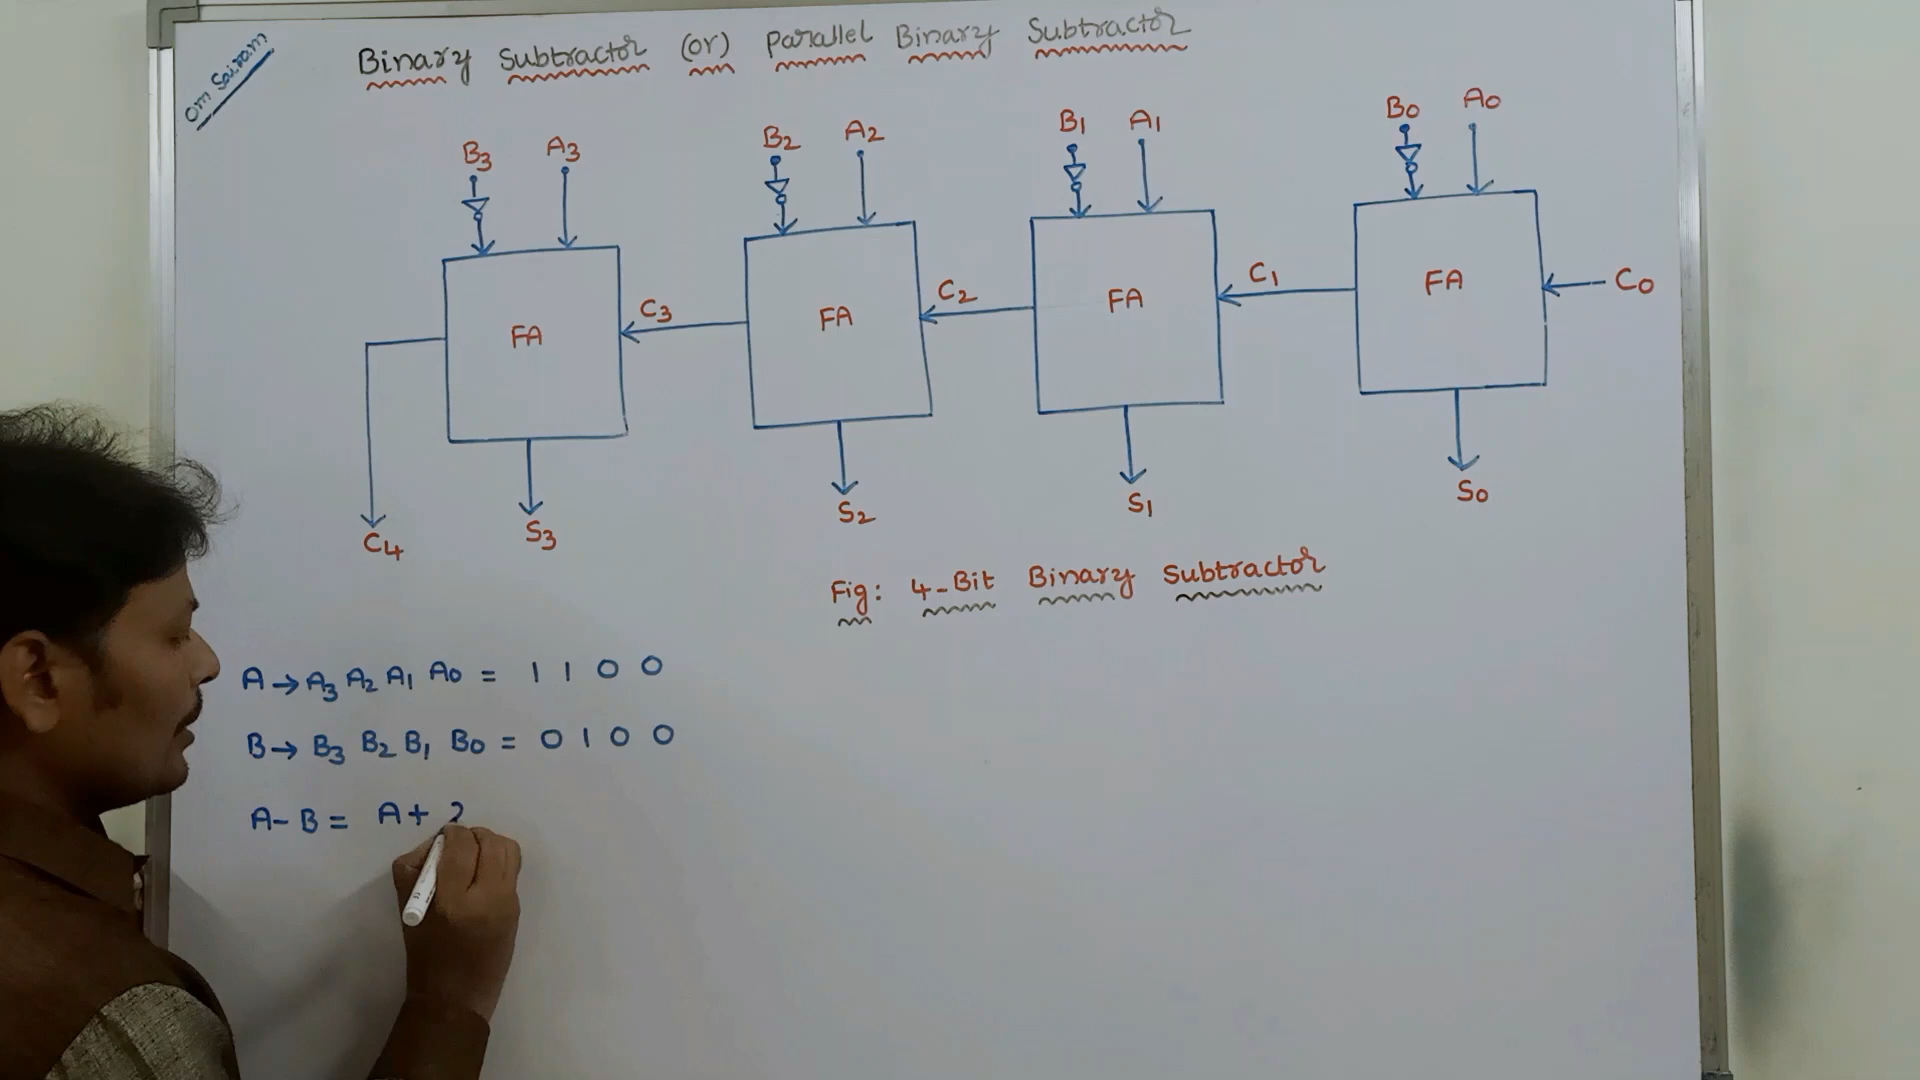 Om Sairam
Binary Subtractor (or) Parallel Binary Subtractor
B3 A3 B2 A2 B1 A1 B0 A0
FA C3 FA C2 FA C1 FA C0
C4 S3 S2 S1 S0
Fig: 4-Bit Binary Subtractor
A → A3 A2 A1 A0 = 1 1 0 0
B → B3 B2 B1 B0 = 0 1 0 0
A - B = A + 2